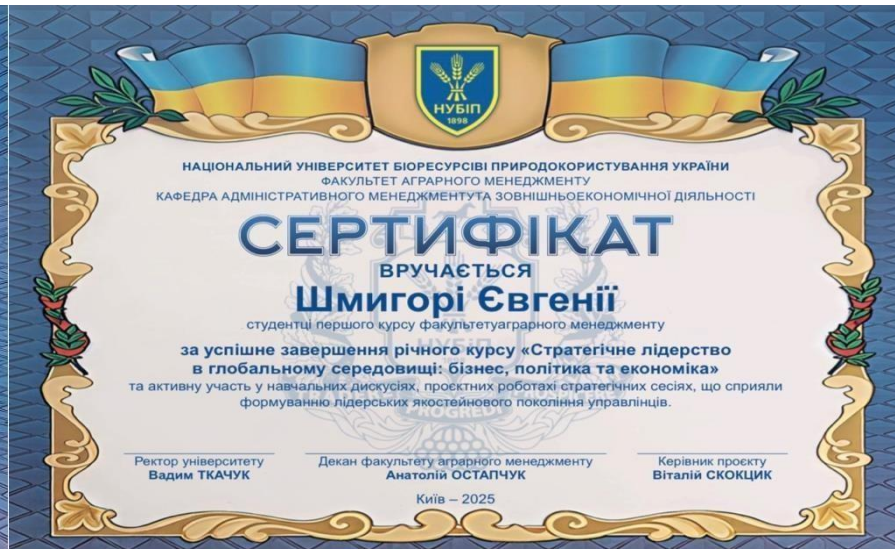 НУБІП
1898
НАЦІОНАЛЬНИЙ УНІВЕРСИТЕТ БІОРЕСУРСІВІ ПРИРОДОКОРИСТУВАННЯ УКРАЇНИ
ФАКУЛЬТЕТ АГРАРНОГО МЕНЕДЖМЕНТУ
КАФЕДРА АДМІНІСТРАТИВНОГО МЕНЕДЖМЕНТУТА ЗОВНІШНЬОЕКОНОМІЧНОЇ ДІЯЛЬНОСТІ
СЕРТИФІКАТ
ВРУЧАЄТЬСЯ
Шмигорі Євгенії
студентці першого курсу факультетуаграрного менеджменту
НУБІП
за успішне завершення річного курсу «Стратегічне лідерство
в глобальному середовищі: бізнес, політика та економіка»
та активну участь у навчальних дискусіях, проєктних роботахі стратегічних сесіях, що сприяли
формуванню лідерських якостейнового покоління управлінців.
PROGREDI
Ректор університету
Вадим ТКАЧУК
Декан факультету аграрного менеджменту
Анатолій ОСТАПЧУК
Керівник проєкту
Віталій СКОКЦИК
Київ – 2025